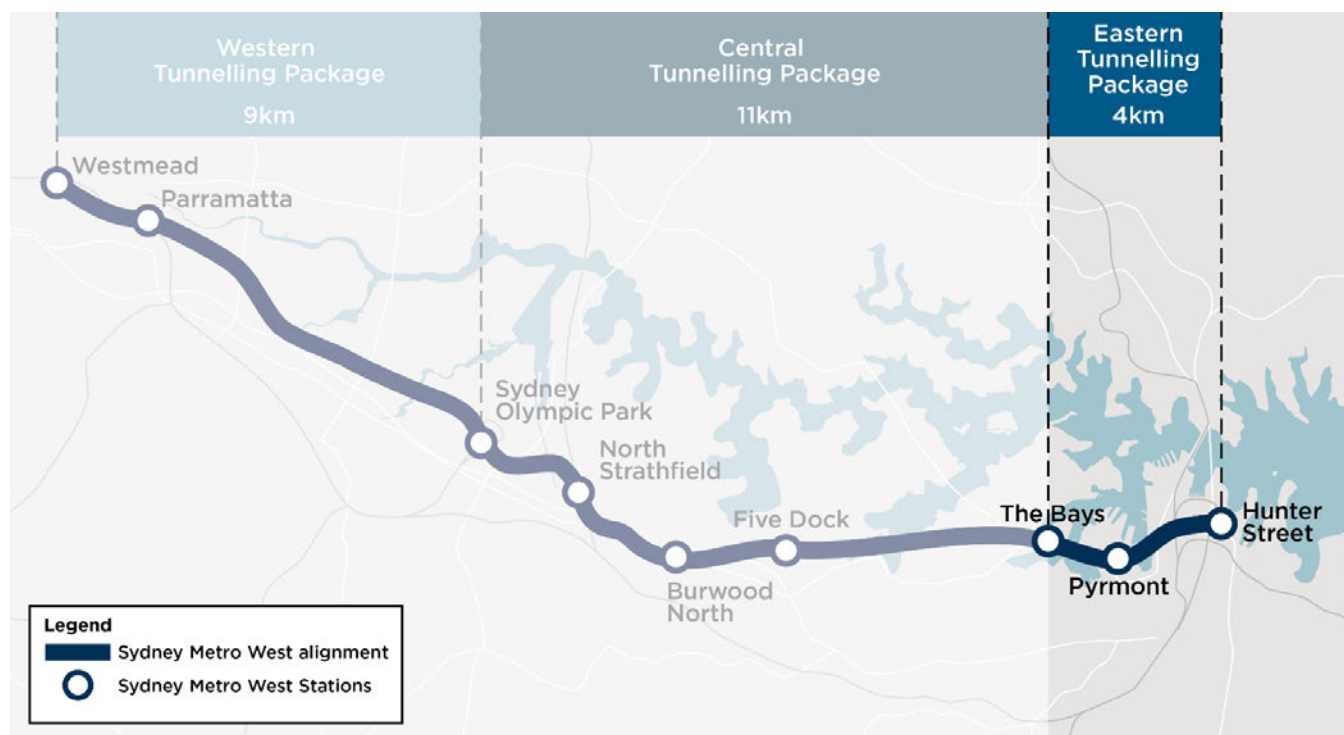 Western
Tunnelling Package
9km
Central
Tunnelling Package
11km
Eastern
Tunnelling
Package
4km
Westmead
Parramatta
Sydney
Olympic Park
North
Strathfield
Five Dock
Burwood
North
The Bays
Pyrmont
Hunter
Street
Legend
Sydney Metro West alignment
Sydney Metro West Stations